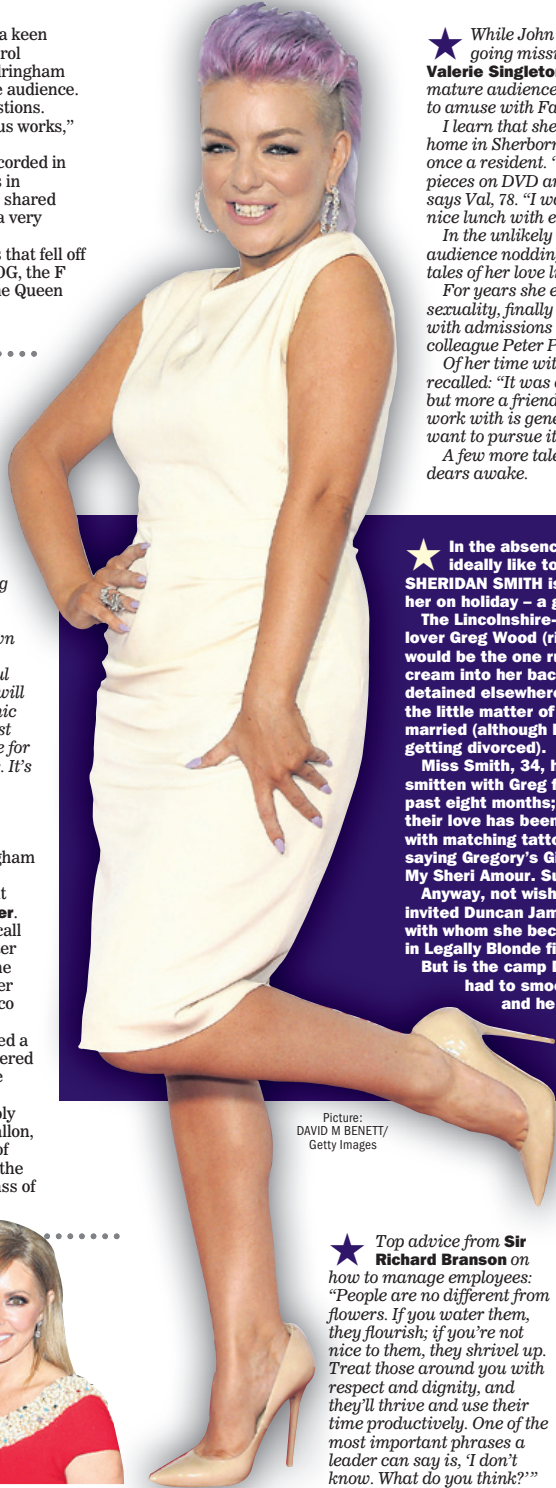 a keen
rol
dringham
e audience.
stions.
us works,”
corded in
s in
shared
a very
s that fell off
OG, the F
ne Queen
g
wn
ul
will
nic
st
e for
. It’s
gham
t
er.
call
ter
ne
er
co
ed a
ered
e
bly
allon,
of
the
ass of
★ While John
going missi
Valerie Singleton
mature audience
to amuse with Fa
I learn that she
home in Sherborn
once a resident. “
pieces on DVD an
says Val, 78. “I wa
nice lunch with e
In the unlikely
audience nodding
tales of her love li
For years she e
sexuality, finally
with admissions
colleague Peter P
Of her time wit
recalled: “It was
but more a friend
work with is gene
want to pursue it
A few more tale
dears awake.
★ In the absenc
ideally like to
SHERIDAN SMITH is
her on holiday – a g
The Lincolnshire-
lover Greg Wood (ri
would be the one ru
cream into her bac
detained elsewhere
the little matter of
married (although h
getting divorced).
Miss Smith, 34, h
smitten with Greg f
past eight months;
their love has been
with matching tatto
saying Gregory’s Gi
My Sheri Amour. Su
Anyway, not wish
invited Duncan Jam
with whom she bec
in Legally Blonde fi
But is the camp
had to smoo
and he
Picture:
DAVID M BENETT/
Getty Images
★ Top advice from Sir
Richard Branson on
how to manage employees:
“People are no different from
flowers. If you water them,
they flourish; if you’re not
nice to them, they shrivel up.
Treat those around you with
respect and dignity, and
they’ll thrive and use their
time productively. One of the
most important phrases a
leader can say is, ‘I don’t
know. What do you think?’”